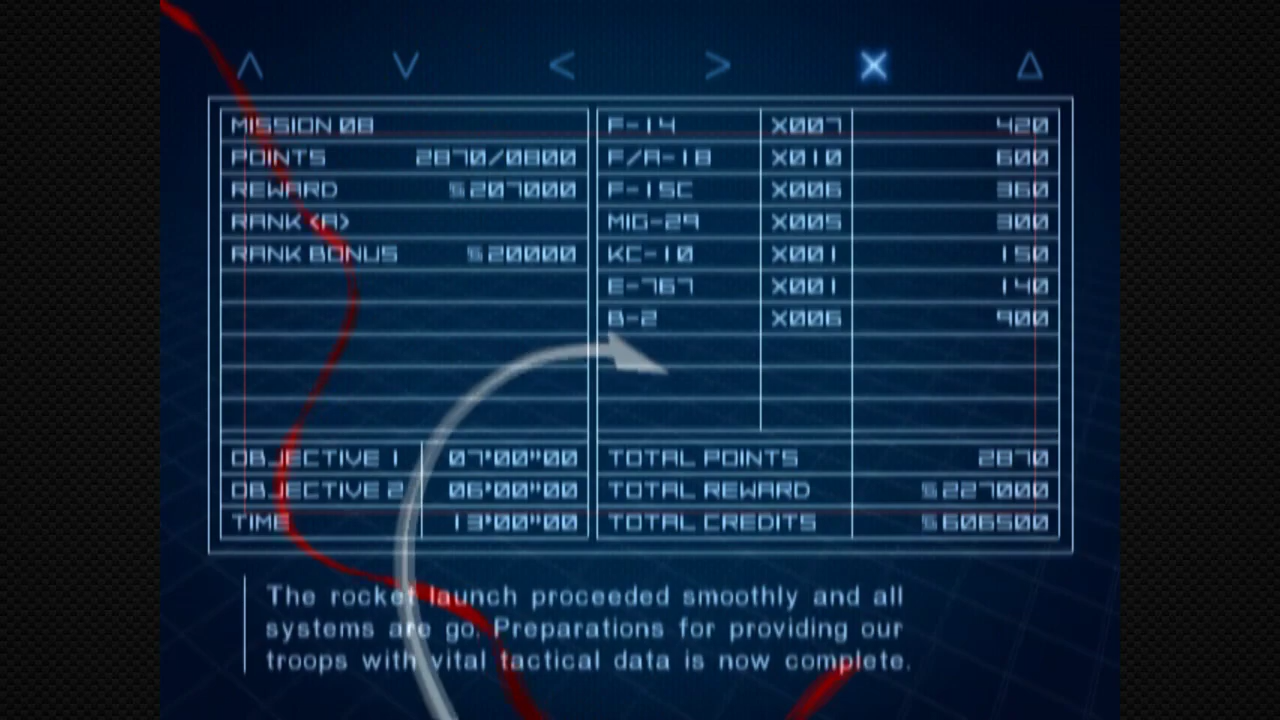 MISSION 08
POINTS 2870/0800
REWARD $207000
RANK <A>
RANK BONUS $20000
OBJECTIVE 1 07'00"00
OBJECTIVE 2 06'00"00
TIME 13'00"00
F-14 X007 420
F/A-18 X010 600
F-15C X006 360
MIG-29 X005 300
KC-10 X001 150
E-767 X001 140
B-2 X006 900
TOTAL POINTS 2870
TOTAL REWARD $227000
TOTAL CREDITS $606500
The rocket launch proceeded smoothly and all
systems are go. Preparations for providing our
troops with vital tactical data is now complete.